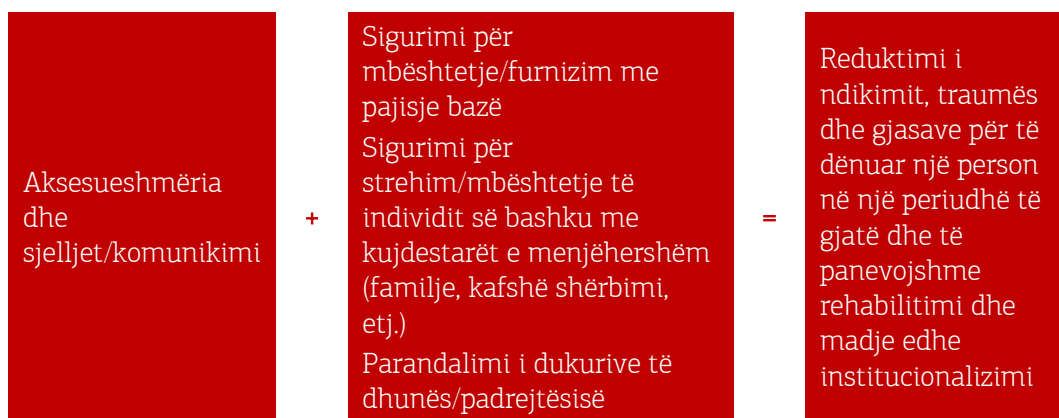 Aksesueshmëria
dhe
sjelljet/komunikimi
+
Sigurimi për
mbështetje/furnizim me
pajisje bazë
Sigurimi për
strehim/mbështetje të
individit së bashku me
kujdestarët e menjëhershëm
(familje, kafshë shërbimi,
etj.)
Parandalimi i dukurive të
dhunës/padrejtësisë
=
Reduktimi i
ndikimit, traumës
dhe gjasave për të
dënuar një person
në një periudhë të
gjatë dhe të
panevojshme
rehabilitimi dhe
madje edhe
institucionalizimi